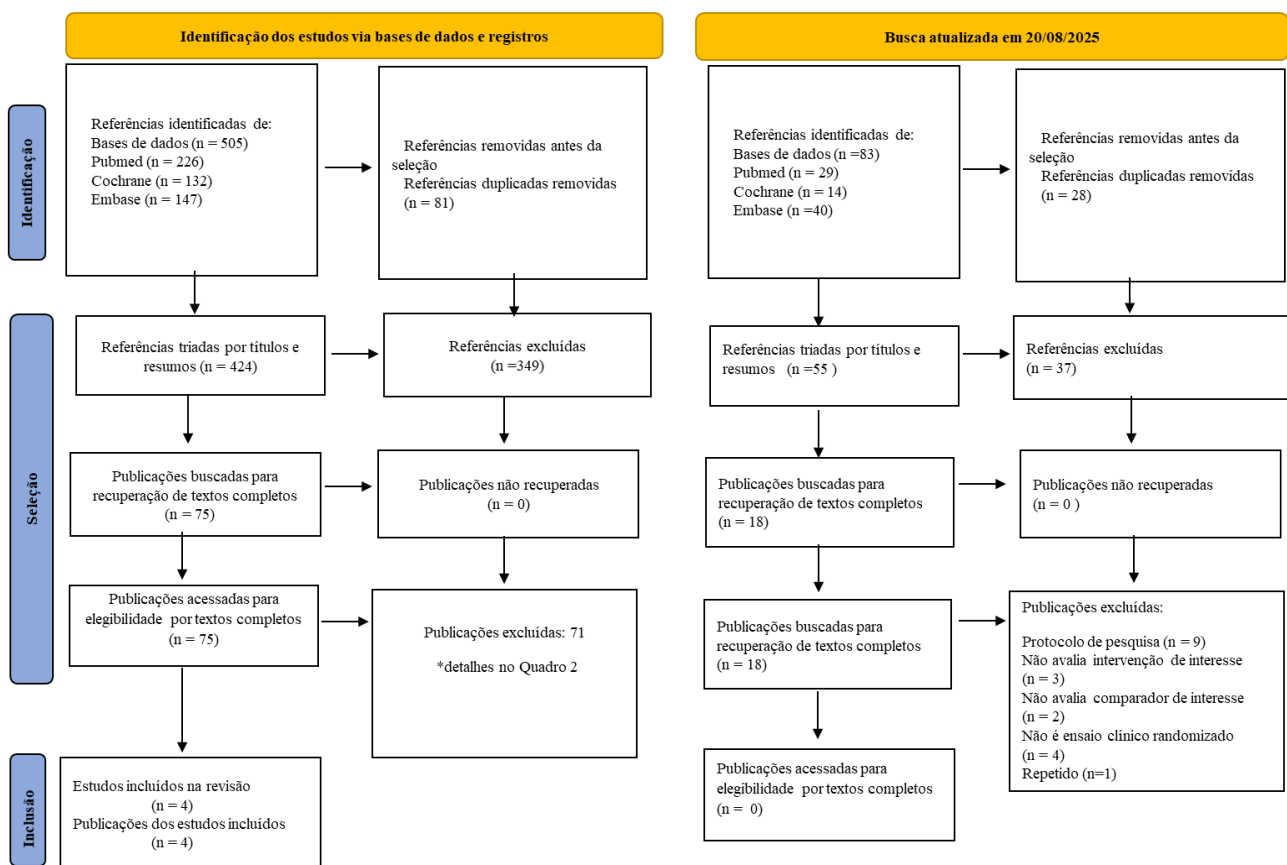 Identificação dos estudos via bases de dados e registros
Identificação
Referências identificadas de:
Bases de dados (n = 505)
Pubmed (n = 226)
Cochrane (n = 132)
Embase (n = 147)
Referências removidas antes da
seleção
Referências duplicadas removidas
(n = 81)
Seleção
Referências triadas por títulos e
resumos (n = 424)
Referências excluídas
(n =349)
Publicações buscadas para
recuperação de textos completos
(n = 75)
Publicações não recuperadas
(n = 0)
Publicações acessadas para
elegibilidade por textos completos
(n = 75)
Publicações excluídas: 71
*detalhes no Quadro 2
Inclusão
Estudos incluídos na revisão
(n = 4)
Publicações dos estudos incluídos
(n = 4)
Busca atualizada em 20/08/2025
Referências identificadas de:
Bases de dados (n =83)
Pubmed (n = 29)
Cochrane (n = 14)
Embase (n =40)
Referências removidas antes da
seleção
Referências duplicadas removidas
(n = 28)
Referências triadas por títulos e
resumos (n =55 )
Referências excluídas
(n = 37)
Publicações buscadas para
recuperação de textos completos
(n = 18)
Publicações não recuperadas
(n = 0 )
Publicações buscadas para
recuperação de textos completos
(n = 18)
Publicações excluídas:
Protocolo de pesquisa (n = 9)
Não avalia intervenção de interesse
(n = 3)
Não avalia comparador de interesse
(n = 2)
Não é ensaio clínico randomizado
(n = 4)
Repetido (n=1)
Publicações acessadas para
elegibilidade por textos completos
(n = 0)